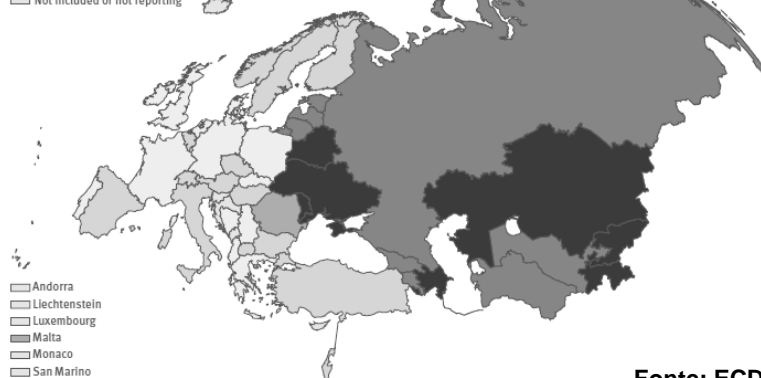 Not included or not reporting
Andorra
Liechtenstein
Luxembourg
Malta
Monaco
San Marino
Fonte: ECD